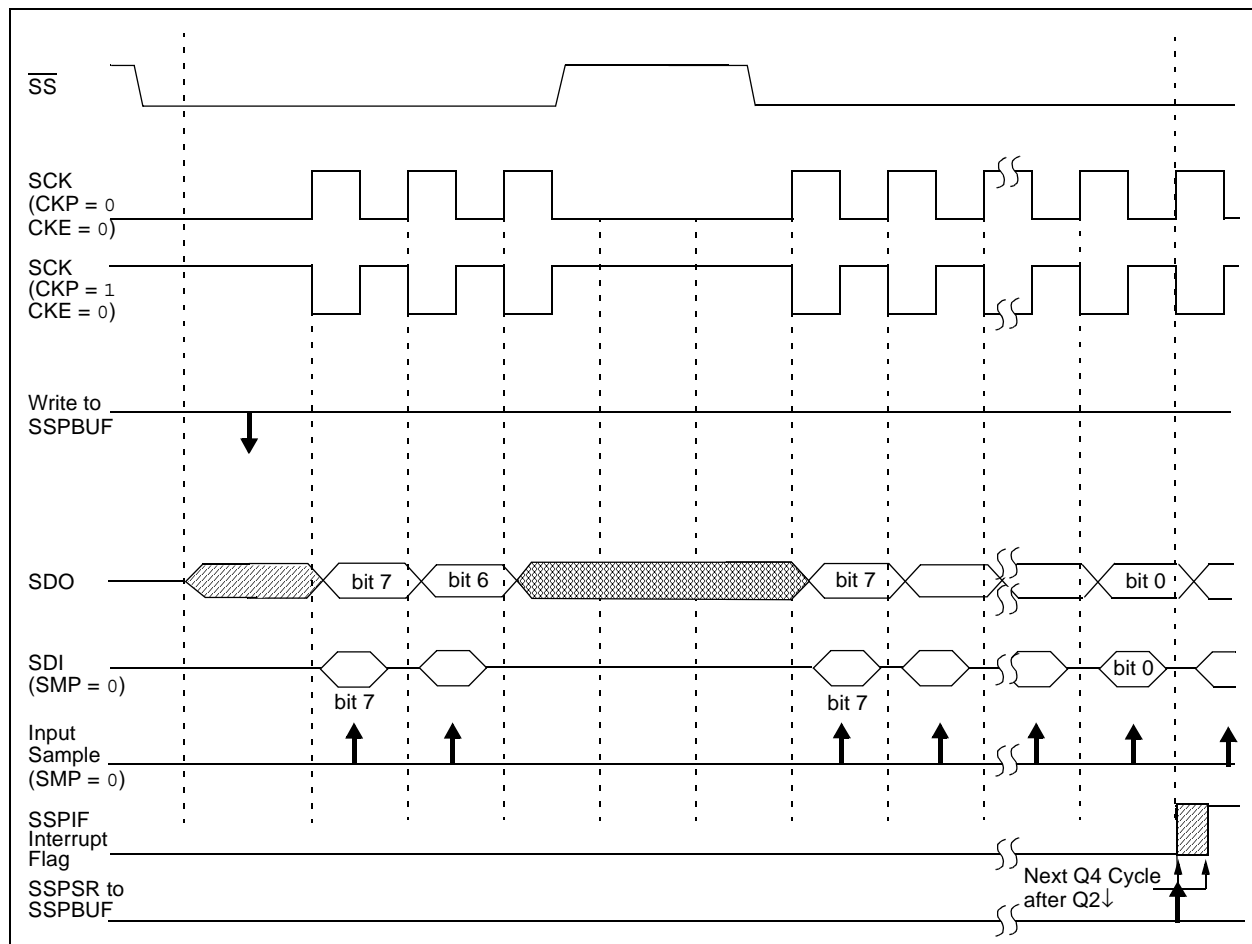 SS
SCK
(CKP = 0
CKE = 0)
SCK
(CKP = 1
CKE = 0)
Write to
SSPBUF
SDO
bit 7
bit 6
bit 7
bit 0
SDI
(SMP = 0)
bit 7
bit 7
bit 0
Input
Sample
(SMP = 0)
SSPIF
Interrupt
Flag
SSPSR to
SSPBUF
Next Q4 Cycle
after Q2↓